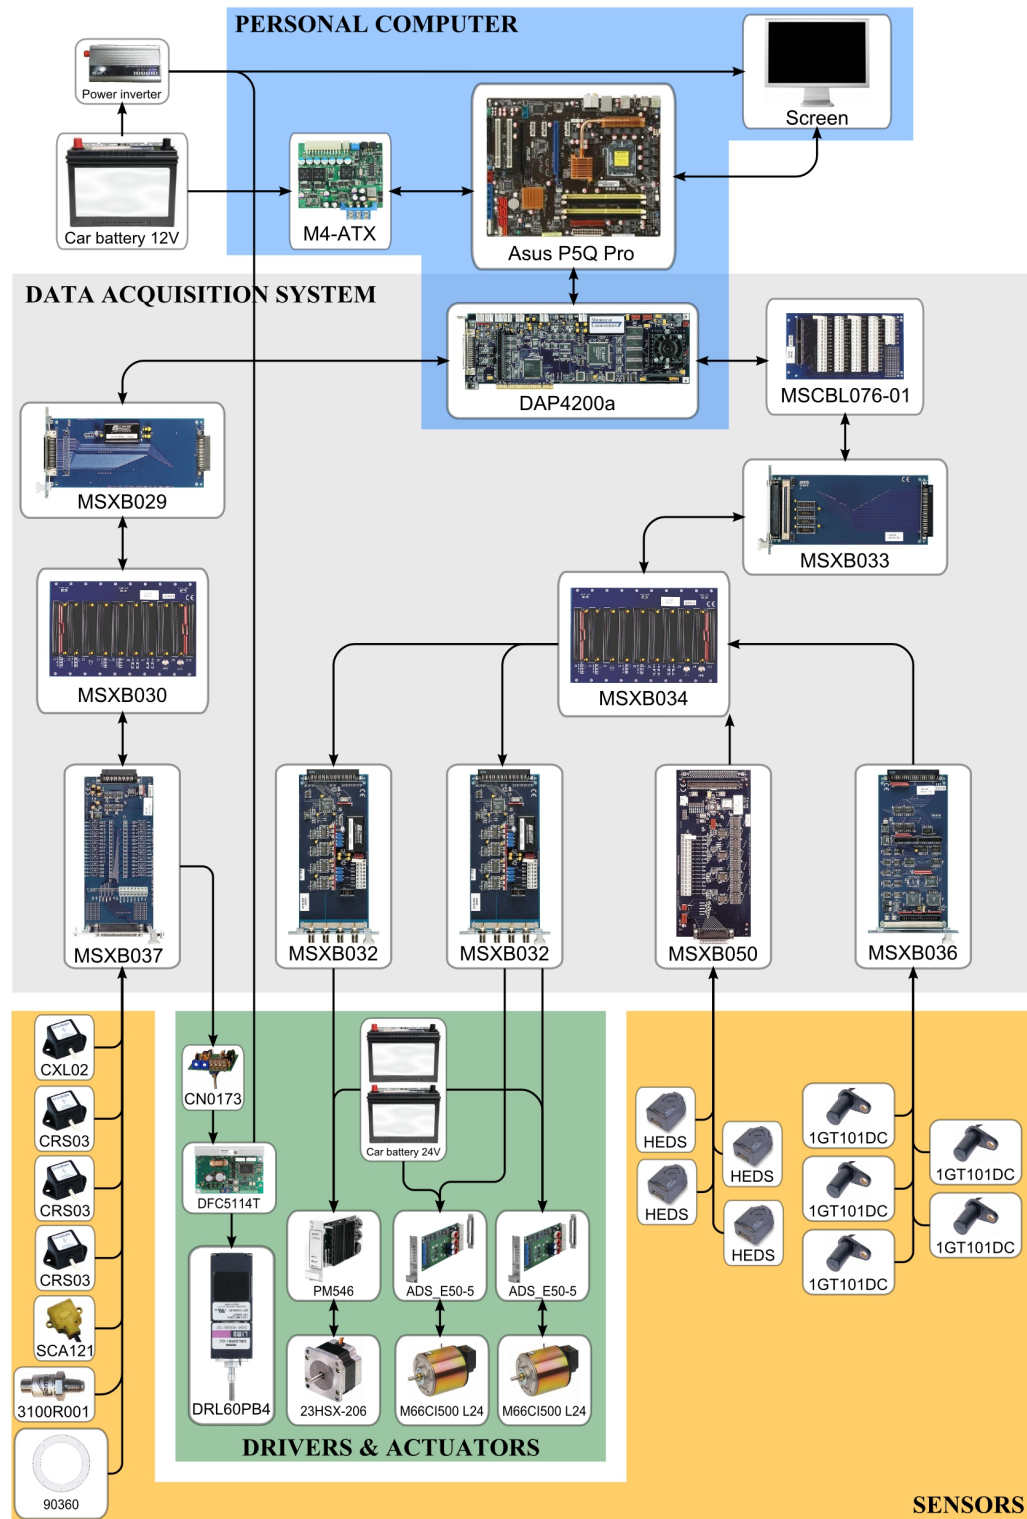 PERSONAL COMPUTER
Power inverter
Screen
Car battery 12V
M4-ATX
Asus P5Q Pro
DATA ACQUISITION SYSTEM
DAP4200a
MSCBL076-01
MSXB029
MSXB033
MSXB030
MSXB034
MSXB037
MSXB032
MSXB032
MSXB050
MSXB036
CXL02
CRS03
CRS03
CRS03
SCA121
3100R001
90360
CN0173
DFC5114T
DRL60PB4
Car battery 24V
PM546
ADS_E50-5
ADS_E50-5
23HSX-206
M66CI500 L24
M66CI500 L24
DRIVERS & ACTUATORS
HEDS
HEDS
HEDS
HEDS
1GT101DC
1GT101DC
1GT101DC
1GT101DC
1GT101DC
SENSORS